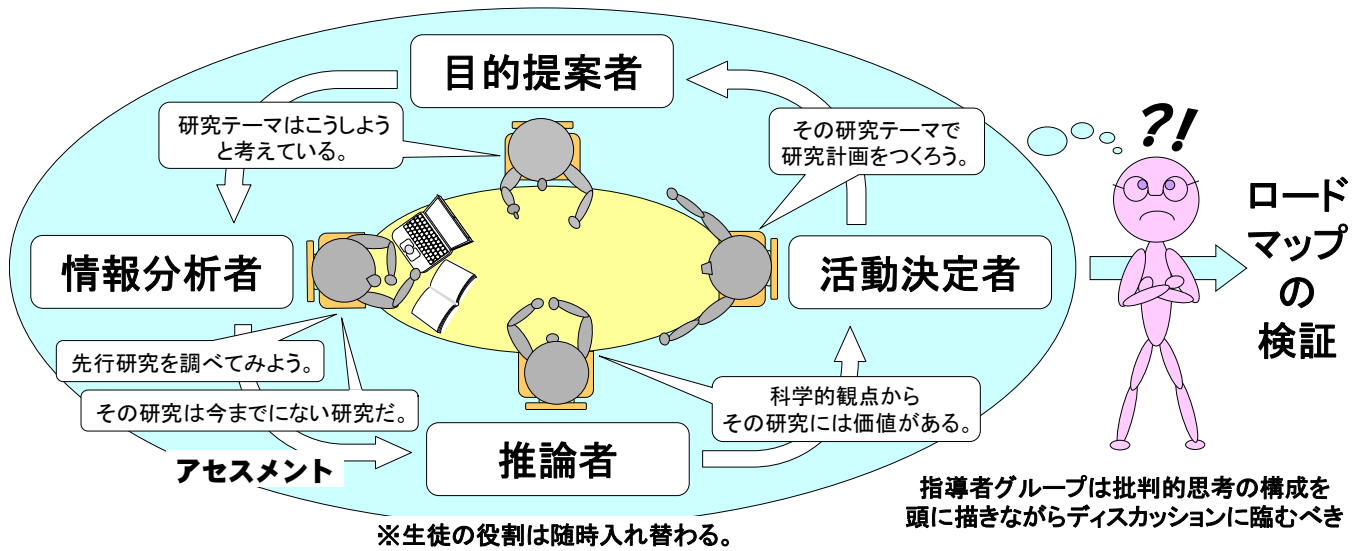 目的提案者
研究テーマはこうしよう
と考えている。
その研究テーマで
研究計画をつくろう。
?!
ロード
マップ
の
検証
情報分析者
活動決定者
先行研究を調べてみよう。
その研究は今までにない研究だ。
科学的観点から
その研究には価値がある。
推論者
アセスメント
指導者グループは批判的思考の構成を
頭に描きながらディスカッションに臨むべき
※生徒の役割は随時入れ替わる。